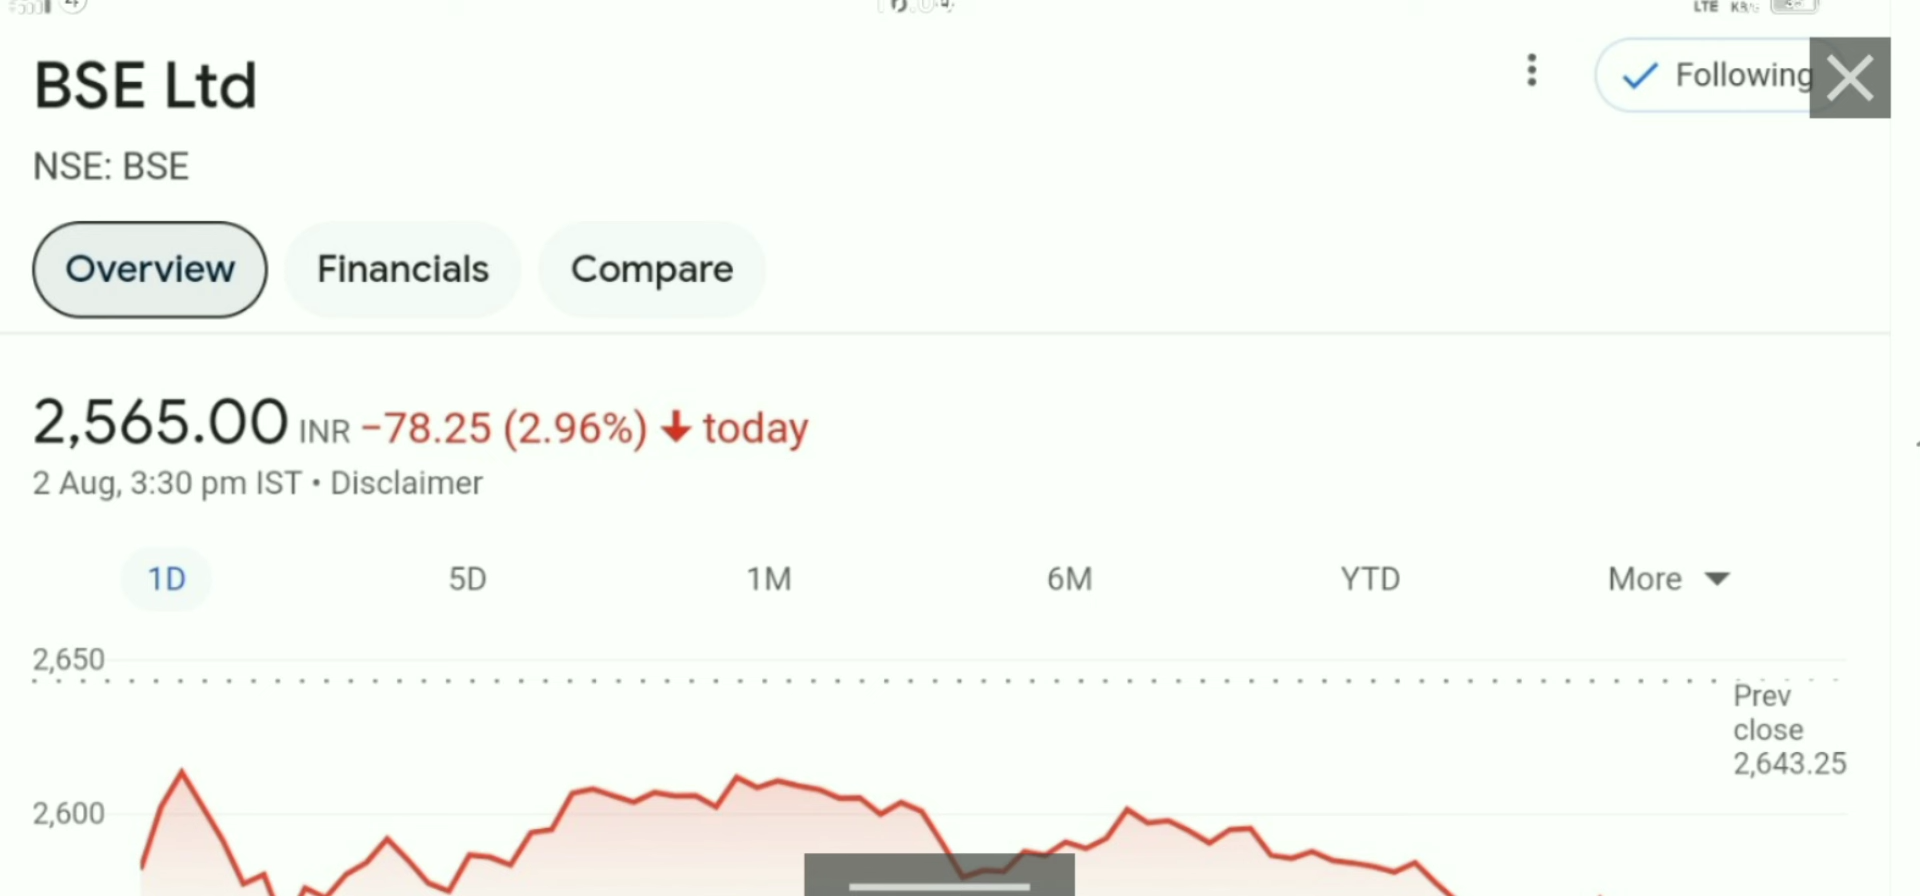 LTE
BSE Ltd
Following
NSE: BSE
Overview Financials Compare
2,565.00 INR −78.25 (2.96%) ↓ today
2 Aug, 3:30 pm IST • Disclaimer
1D 5D 1M 6M YTD More
2,650
Prev
close
2,643.25
2,600